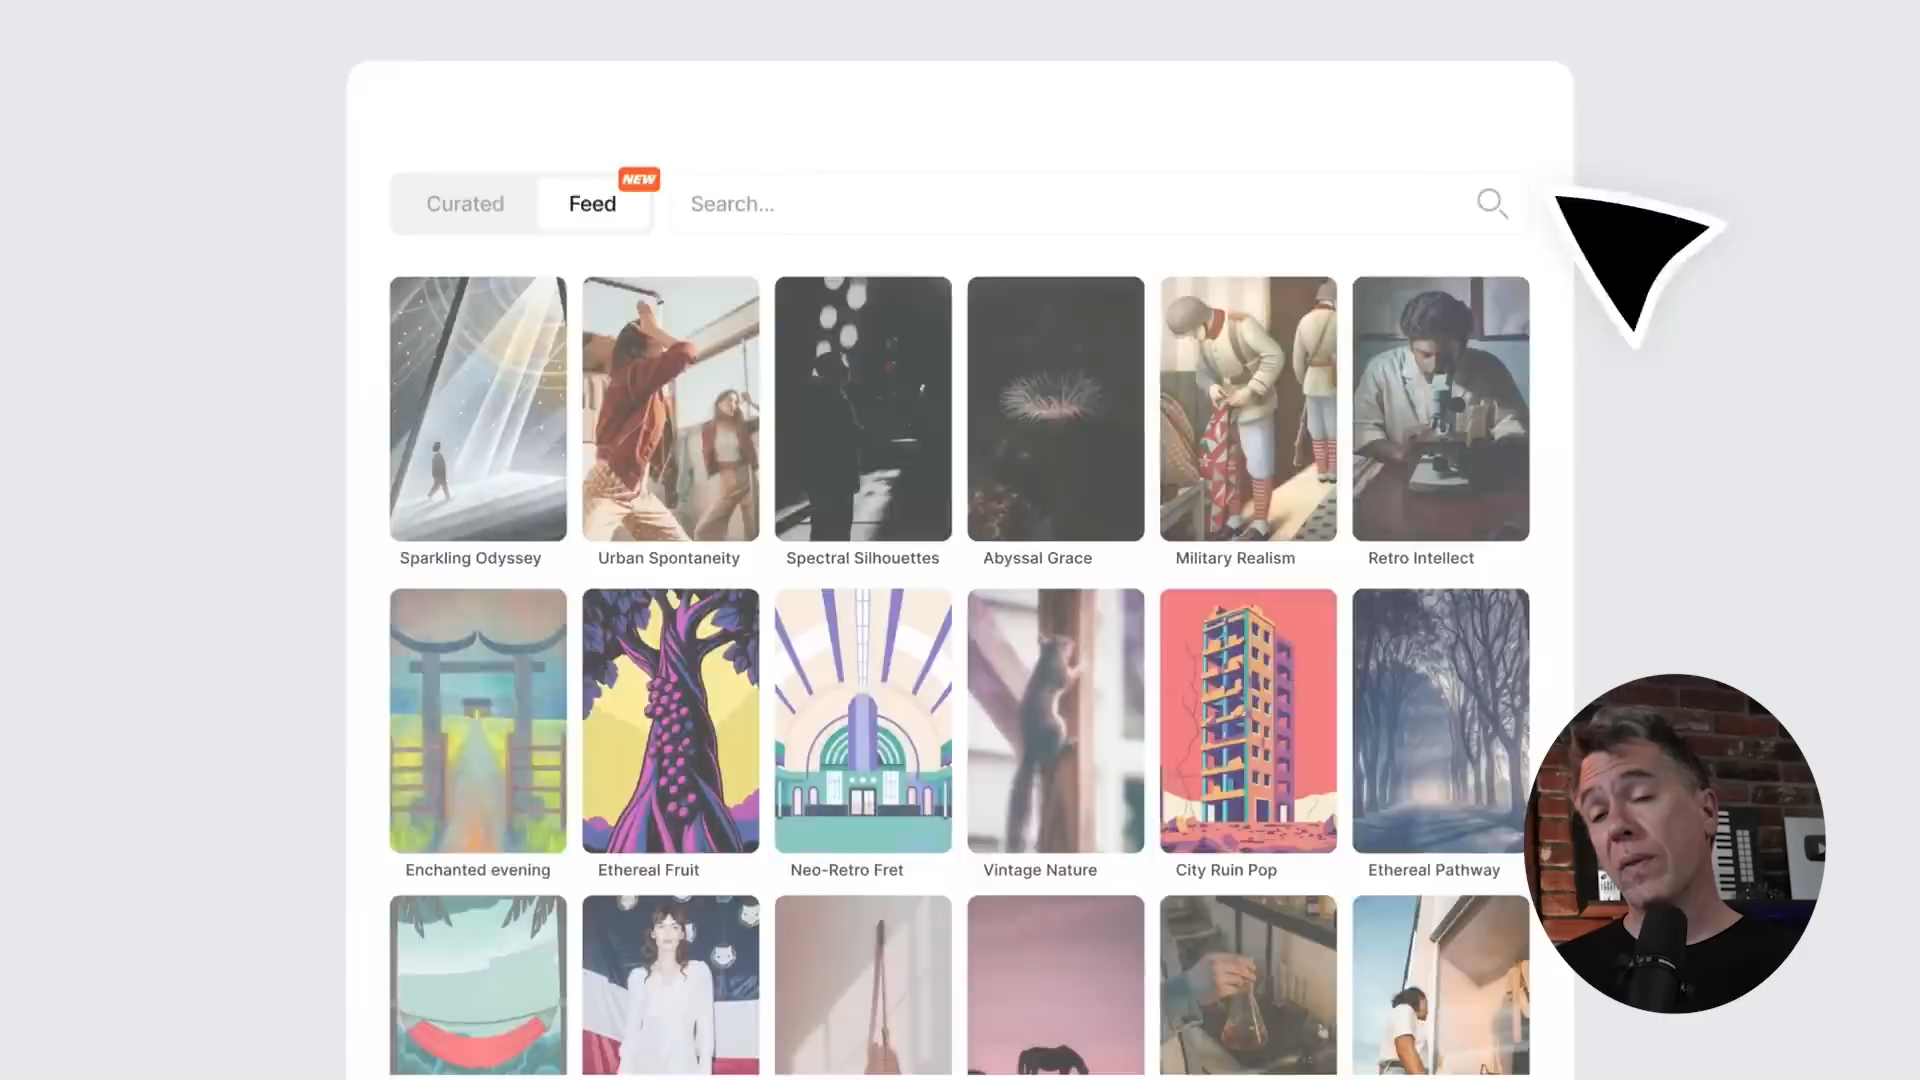 NEW
Curated Feed Search...
Sparkling Odyssey Urban Spontaneity Spectral Silhouettes Abyssal Grace Military Realism Retro Intellect
Enchanted evening Ethereal Fruit Neo-Retro Fret Vintage Nature City Ruin Pop Ethereal Pathway